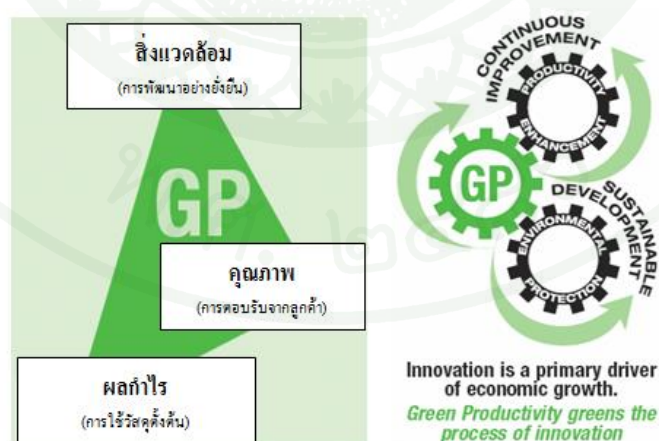 สิ่งแวดล้อม
(การพัฒนาอย่างยั่งยืน)
GP
คุณภาพ
(การตอบรับจากลูกค้า)
ผลกำไร
(การใช้วัสดุตั้งต้น)
CONTINUOUS
IMPROVEMENT
PRODUCTIVITY
ENHANCEMENT
GP
SUSTAINABLE
DEVELOPMENT
ENVIRONMENTAL
PROTECTION
Innovation is a primary driver
of economic growth.
Green Productivity greens the
process of innovation